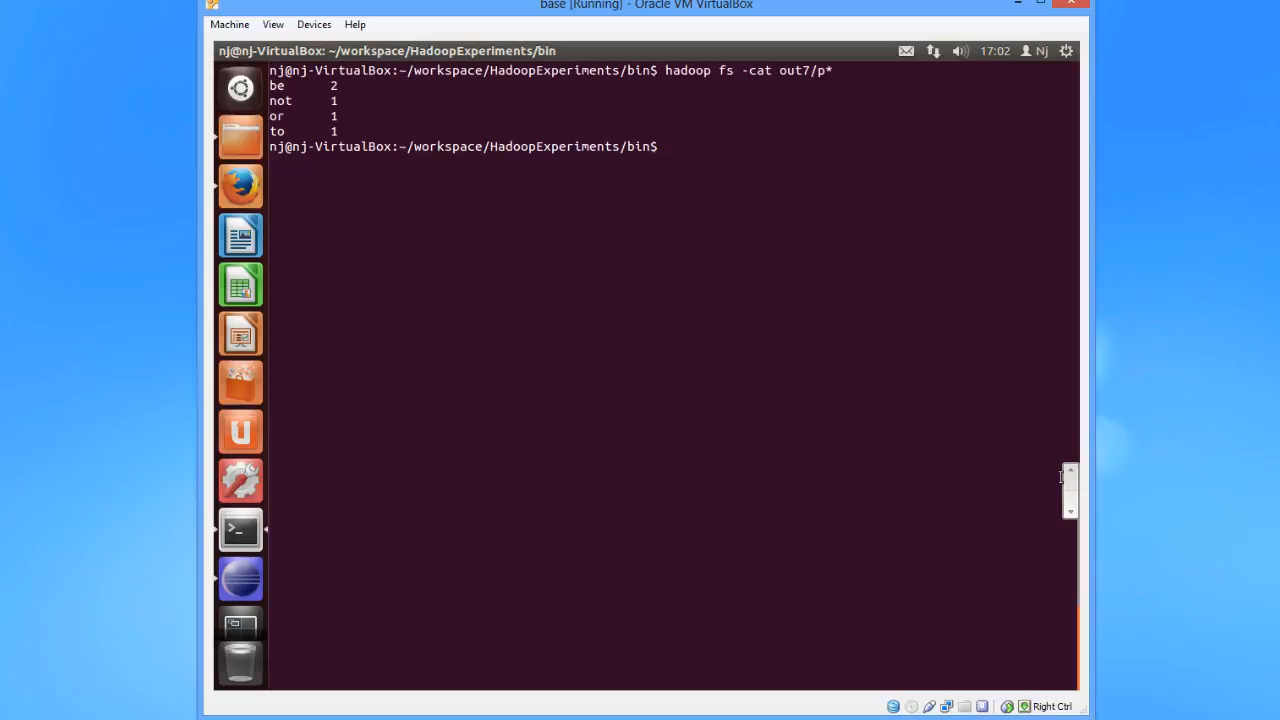 base [Running] - Oracle VM VirtualBox
Machine View Devices Help
nj@nj-VirtualBox: ~/workspace/HadoopExperiments/bin 17:02 Nj
nj@nj-VirtualBox:~/workspace/HadoopExperiments/bin$ hadoop fs -cat out7/p*
be 2
not 1
or 1
to 1
nj@nj-VirtualBox:~/workspace/HadoopExperiments/bin$
Right Ctrl